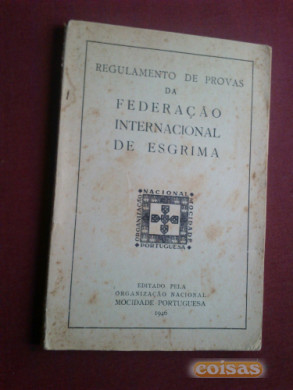 REGULAMENTO DE PROVAS
DA
FEDERAÇÃO
INTERNACIONAL
DE ESGRIMA
ORGANIZAÇÃO
NACIONAL
MOCIDADE
PORTUGUESA
EDITADO PELA
ORGANIZAÇÃO NACIONAL
MOCIDADE PORTUGUESA
1946
coisas